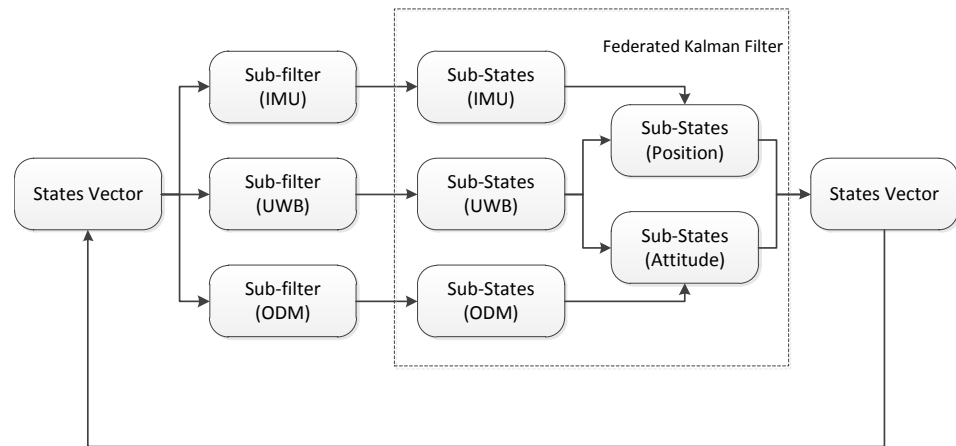 Federated Kalman Filter
Sub-filter
(IMU)
Sub-States
(IMU)
Sub-States
(Position)
States Vector
Sub-filter
(UWB)
Sub-States
(UWB)
States Vector
Sub-States
(Attitude)
Sub-filter
(ODM)
Sub-States
(ODM)